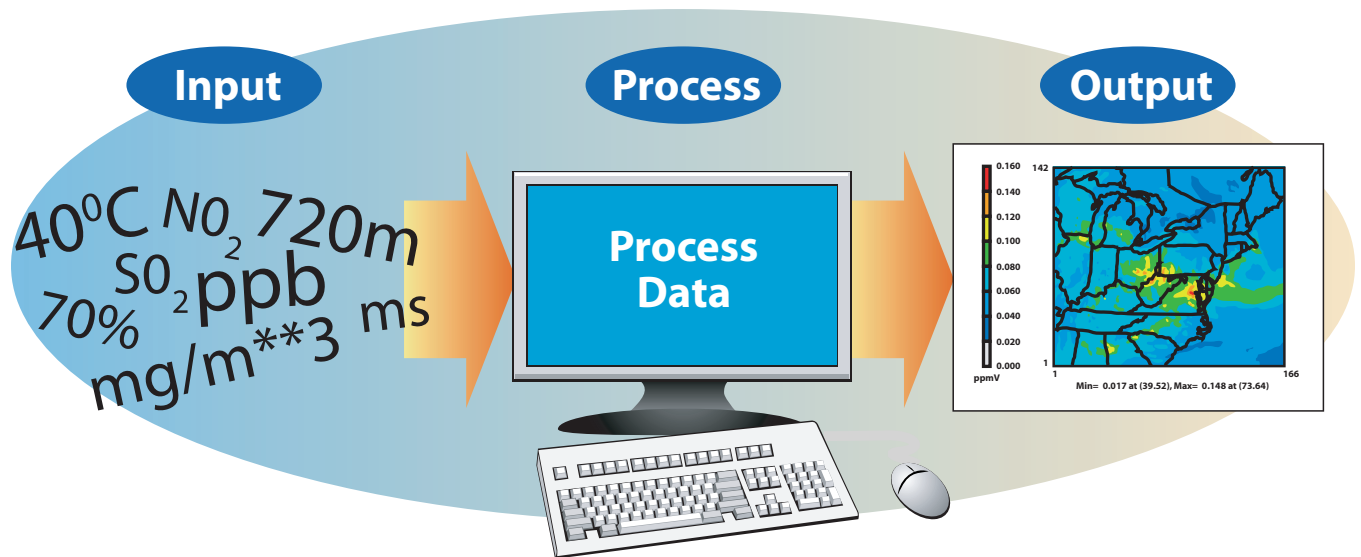 Input
Process
Output
40⁰C N0₂ 720m
S0₂ ppb
70% ms
mg/m**3
Process
Data
0.160
0.140
0.120
0.100
0.080
0.060
0.040
0.020
0.000
ppmV
142
1
1 166
Min= 0.017 at (39.52), Max= 0.148 at (73.64)